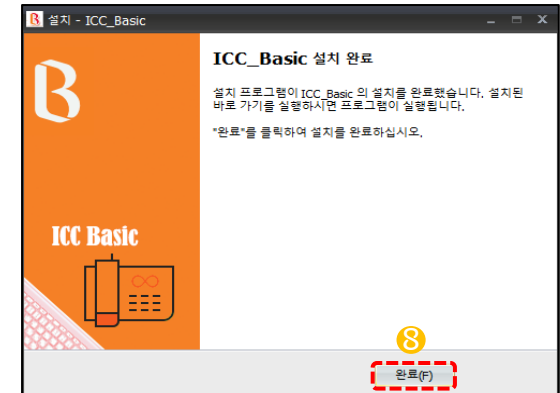 설치 - ICC_Basic
ICC_Basic 설치 완료
설치 프로그램이 ICC_Basic 의 설치를 완료했습니다. 설치된
바로 가기를 실행하시면 프로그램이 실행됩니다.
"완료"를 클릭하여 설치를 완료하십시오.
ICC Basic
8
완료(F)